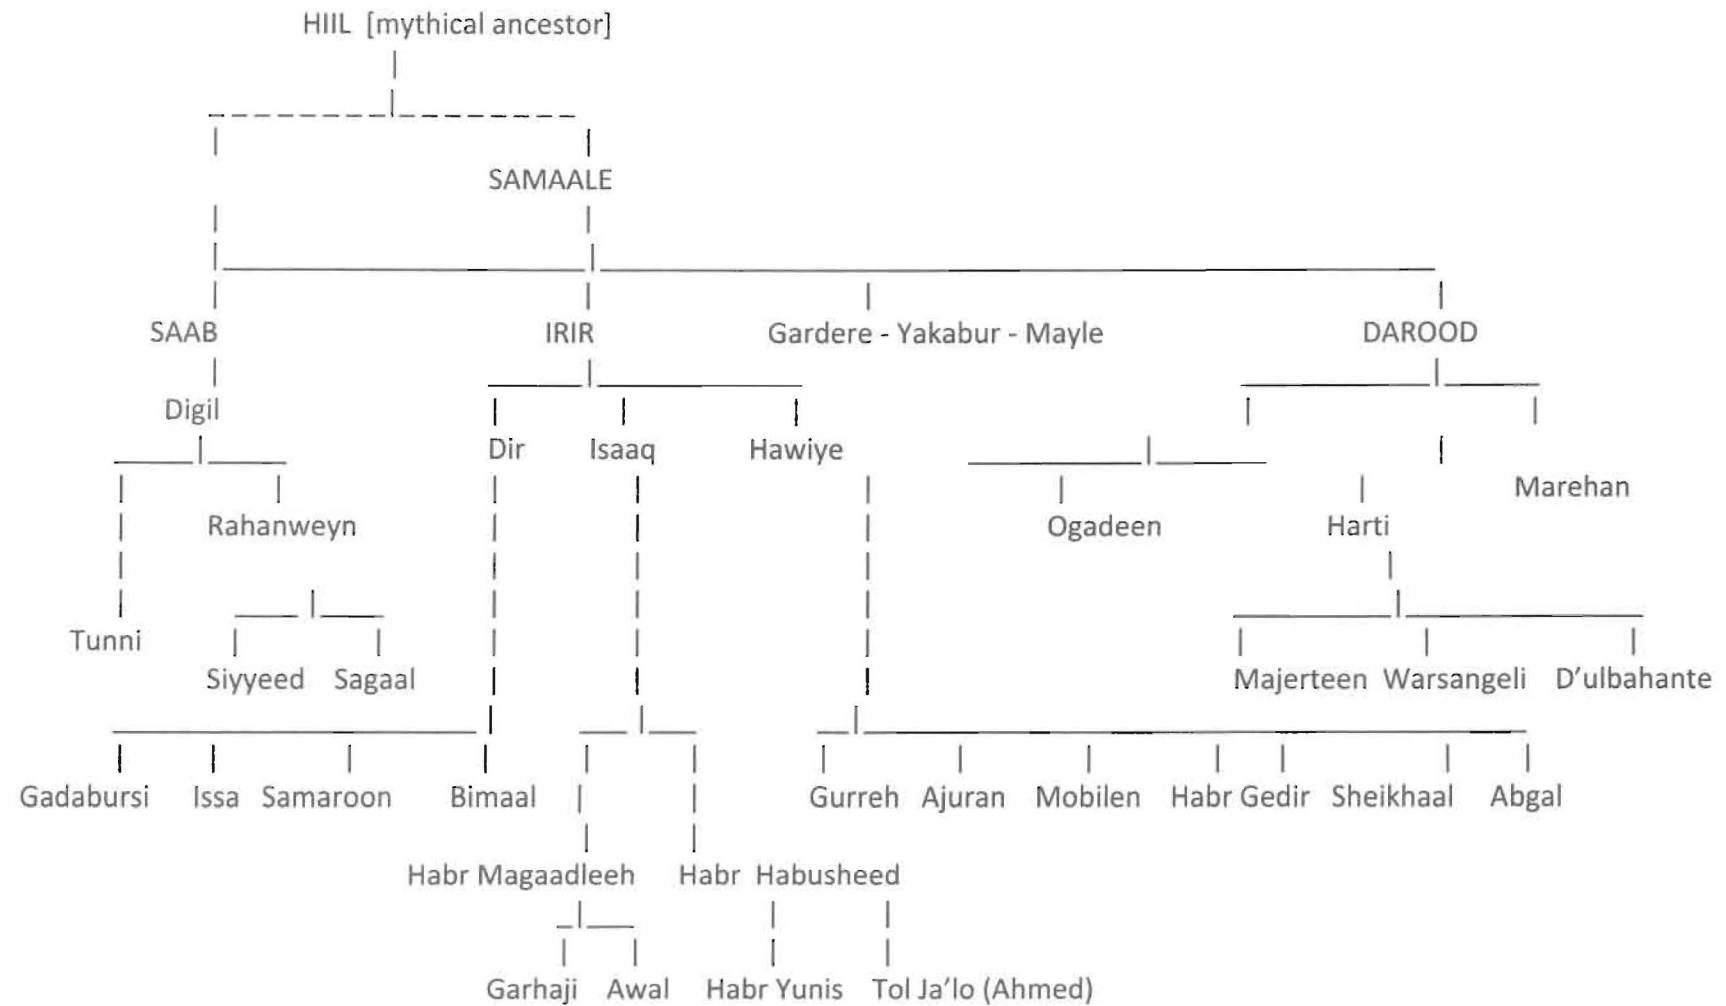 HIIL [mythical ancestor]
SAMAALE
SAAB IRIR Gardere - Yakabur - Mayle DAROOD
Digil
Dir Isaaq Hawiye
Marehan
Rahanweyn Ogadeen Harti
Tunni
Siyyeed Sagaal Majerteen Warsangeli D'ulbahante
Gadabursi Issa Samaroon Bimaal Gurreh Ajuran Mobilen Habr Gedir Sheikhaal Abgal
Habr Magaadleeh Habr Habusheed
Garhaji Awal Habr Yunis Tol Ja'lo (Ahmed)